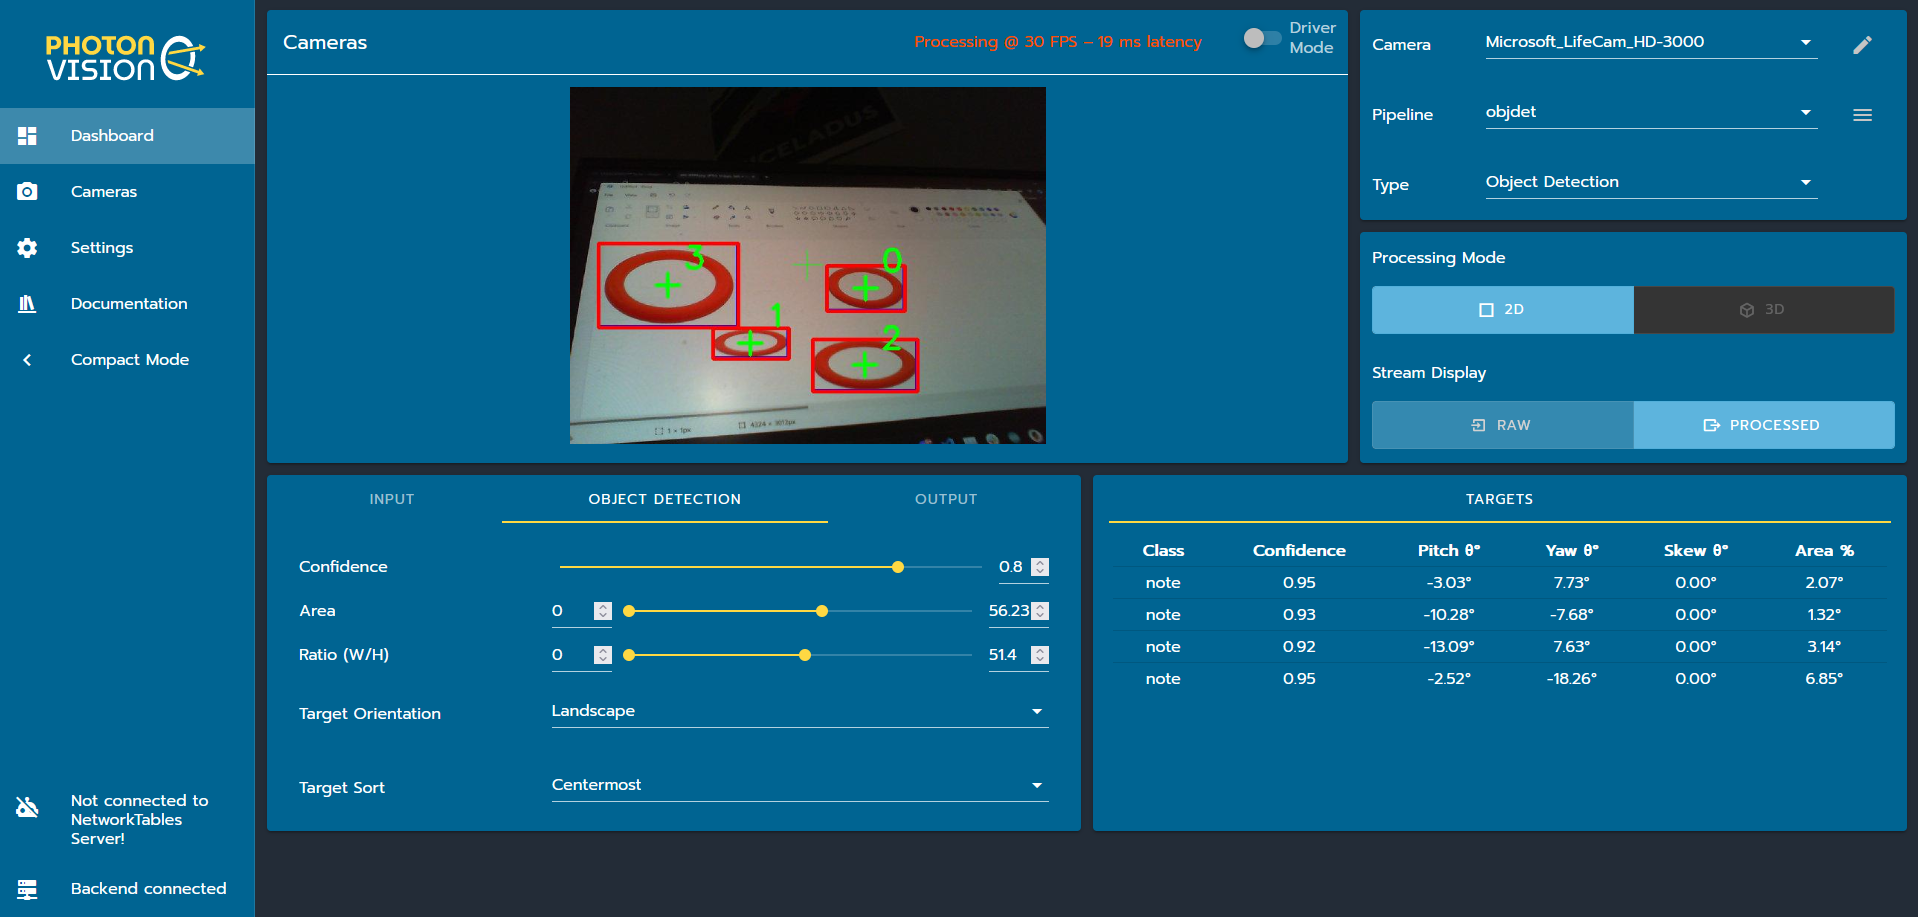 PHOTON
VISION
Dashboard
Cameras
Settings
Documentation
Compact Mode
Not connected to
NetworkTables
Server!
Backend connected
Cameras
Processing @ 30 FPS – 19 ms latency
Driver
Mode
CELADUS
3
0
1
2
Camera
Microsoft_LifeCam_HD-3000
Pipeline
objdet
Type
Object Detection
Processing Mode
2D
3D
Stream Display
RAW
PROCESSED
INPUT
OBJECT DETECTION
OUTPUT
Confidence
0.8
Area
0
56.23
Ratio (W/H)
0
51.4
Target Orientation
Landscape
Target Sort
Centermost
TARGETS
Class Confidence Pitch θ° Yaw θ° Skew θ° Area %
note 0.95 -3.03° 7.73° 0.00° 2.07°
note 0.93 -10.28° -7.68° 0.00° 1.32°
note 0.92 -13.09° 7.63° 0.00° 3.14°
note 0.95 -2.52° -18.26° 0.00° 6.85°